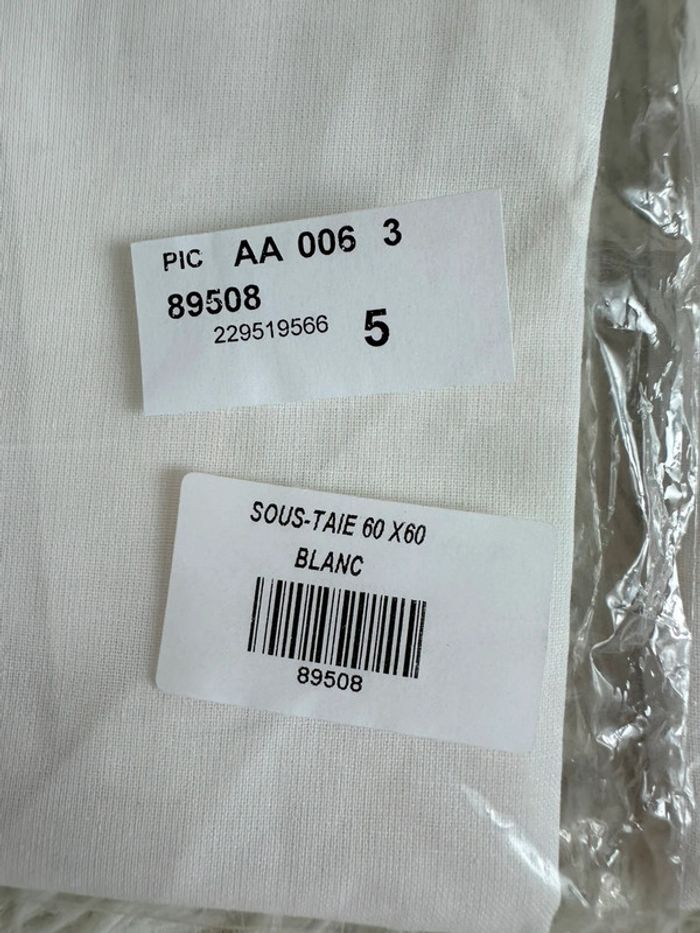 PIC AA 006 3
89508
229519566 5
SOUS-TAIE 60 X60
BLANC
89508